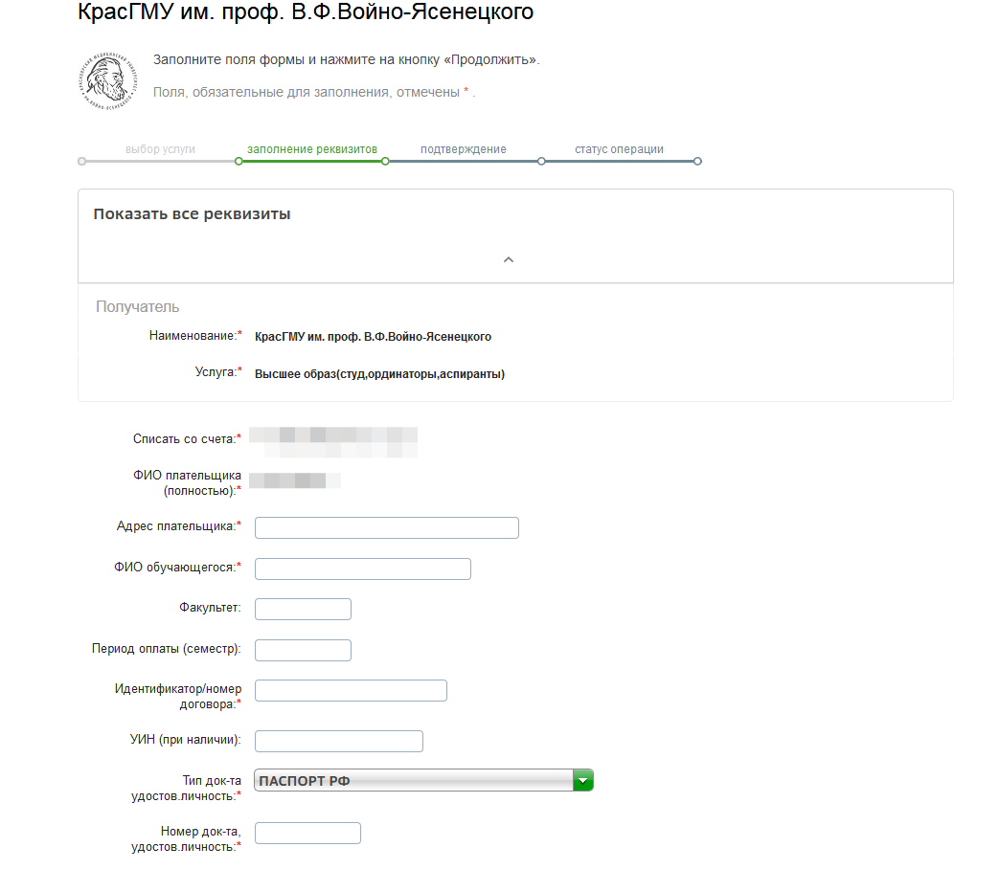 КрасГМУ им. проф. В.Ф.Войно-Ясенецкого
Заполните поля формы и нажмите на кнопку «Продолжить».
Поля, обязательные для заполнения, отмечены * .
выбор услуги заполнение реквизитов подтверждение статус операции
Показать все реквизиты
Получатель
Наименование:* КрасГМУ им. проф. В.Ф.Войно-Ясенецкого
Услуга:* Высшее образ(студ,ординаторы,аспиранты)
Списать со счета:*
ФИО плательщика
(полностью):*
Адрес плательщика:*
ФИО обучающегося:*
Факультет:
Период оплаты (семестр):
Идентификатор/номер
договора:*
УИН (при наличии):
Тип док-та
удостов.личность:*
ПАСПОРТ РФ
Номер док-та,
удостов.личность:*